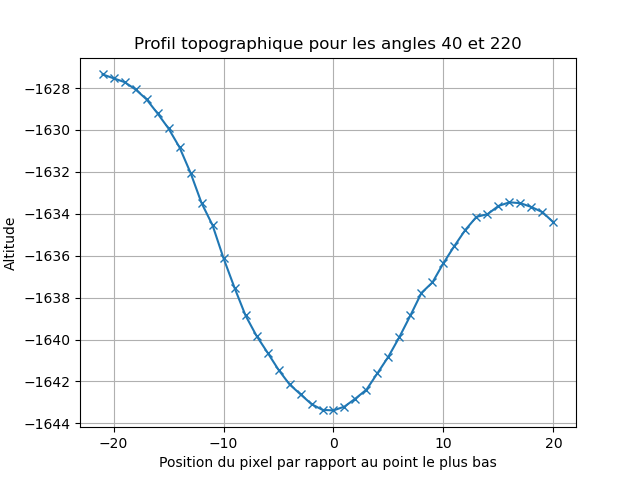 Profil topographique pour les angles 40 et 220
Altitude
−1628
−1630
−1632
−1634
−1636
−1638
−1640
−1642
−1644
−20 −10 0 10 20
Position du pixel par rapport au point le plus bas